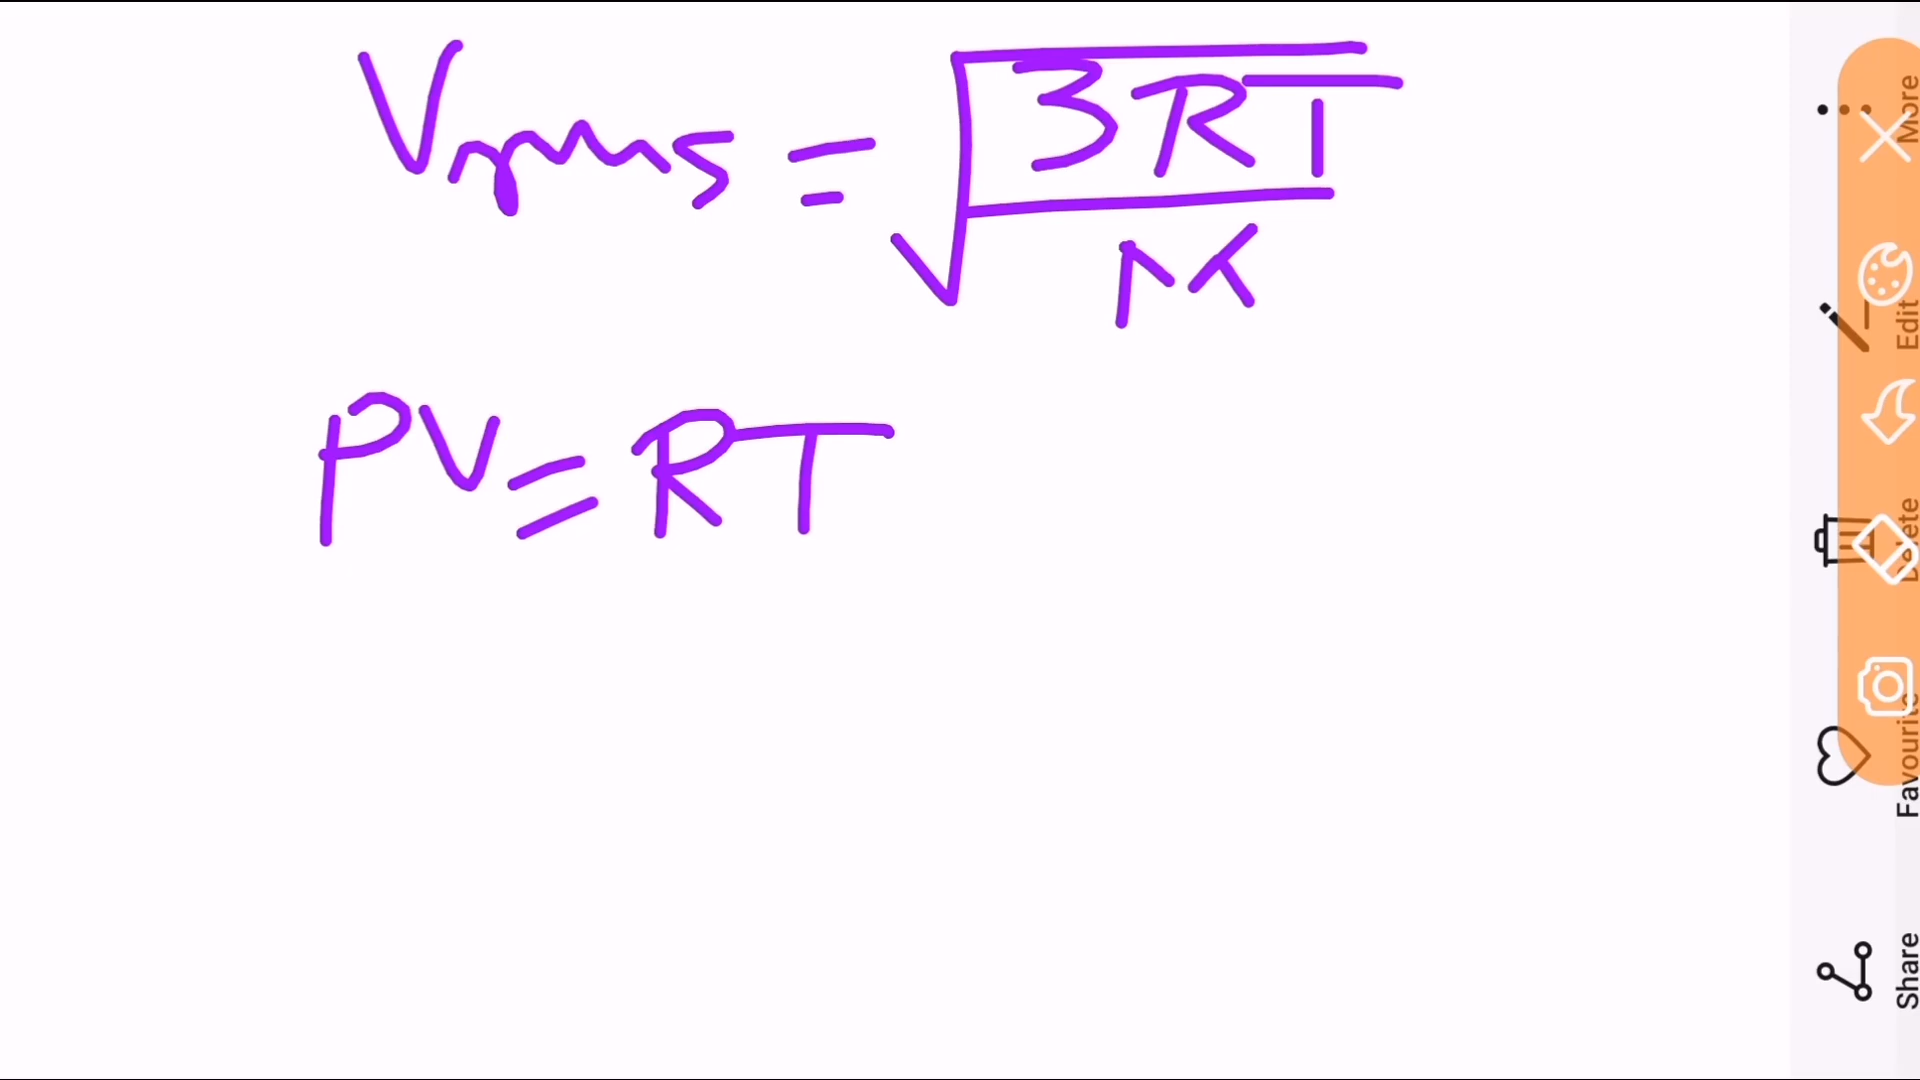 Vrms = √3RT/M
PV = RT
More
Edit
Delete
Favourite
Share